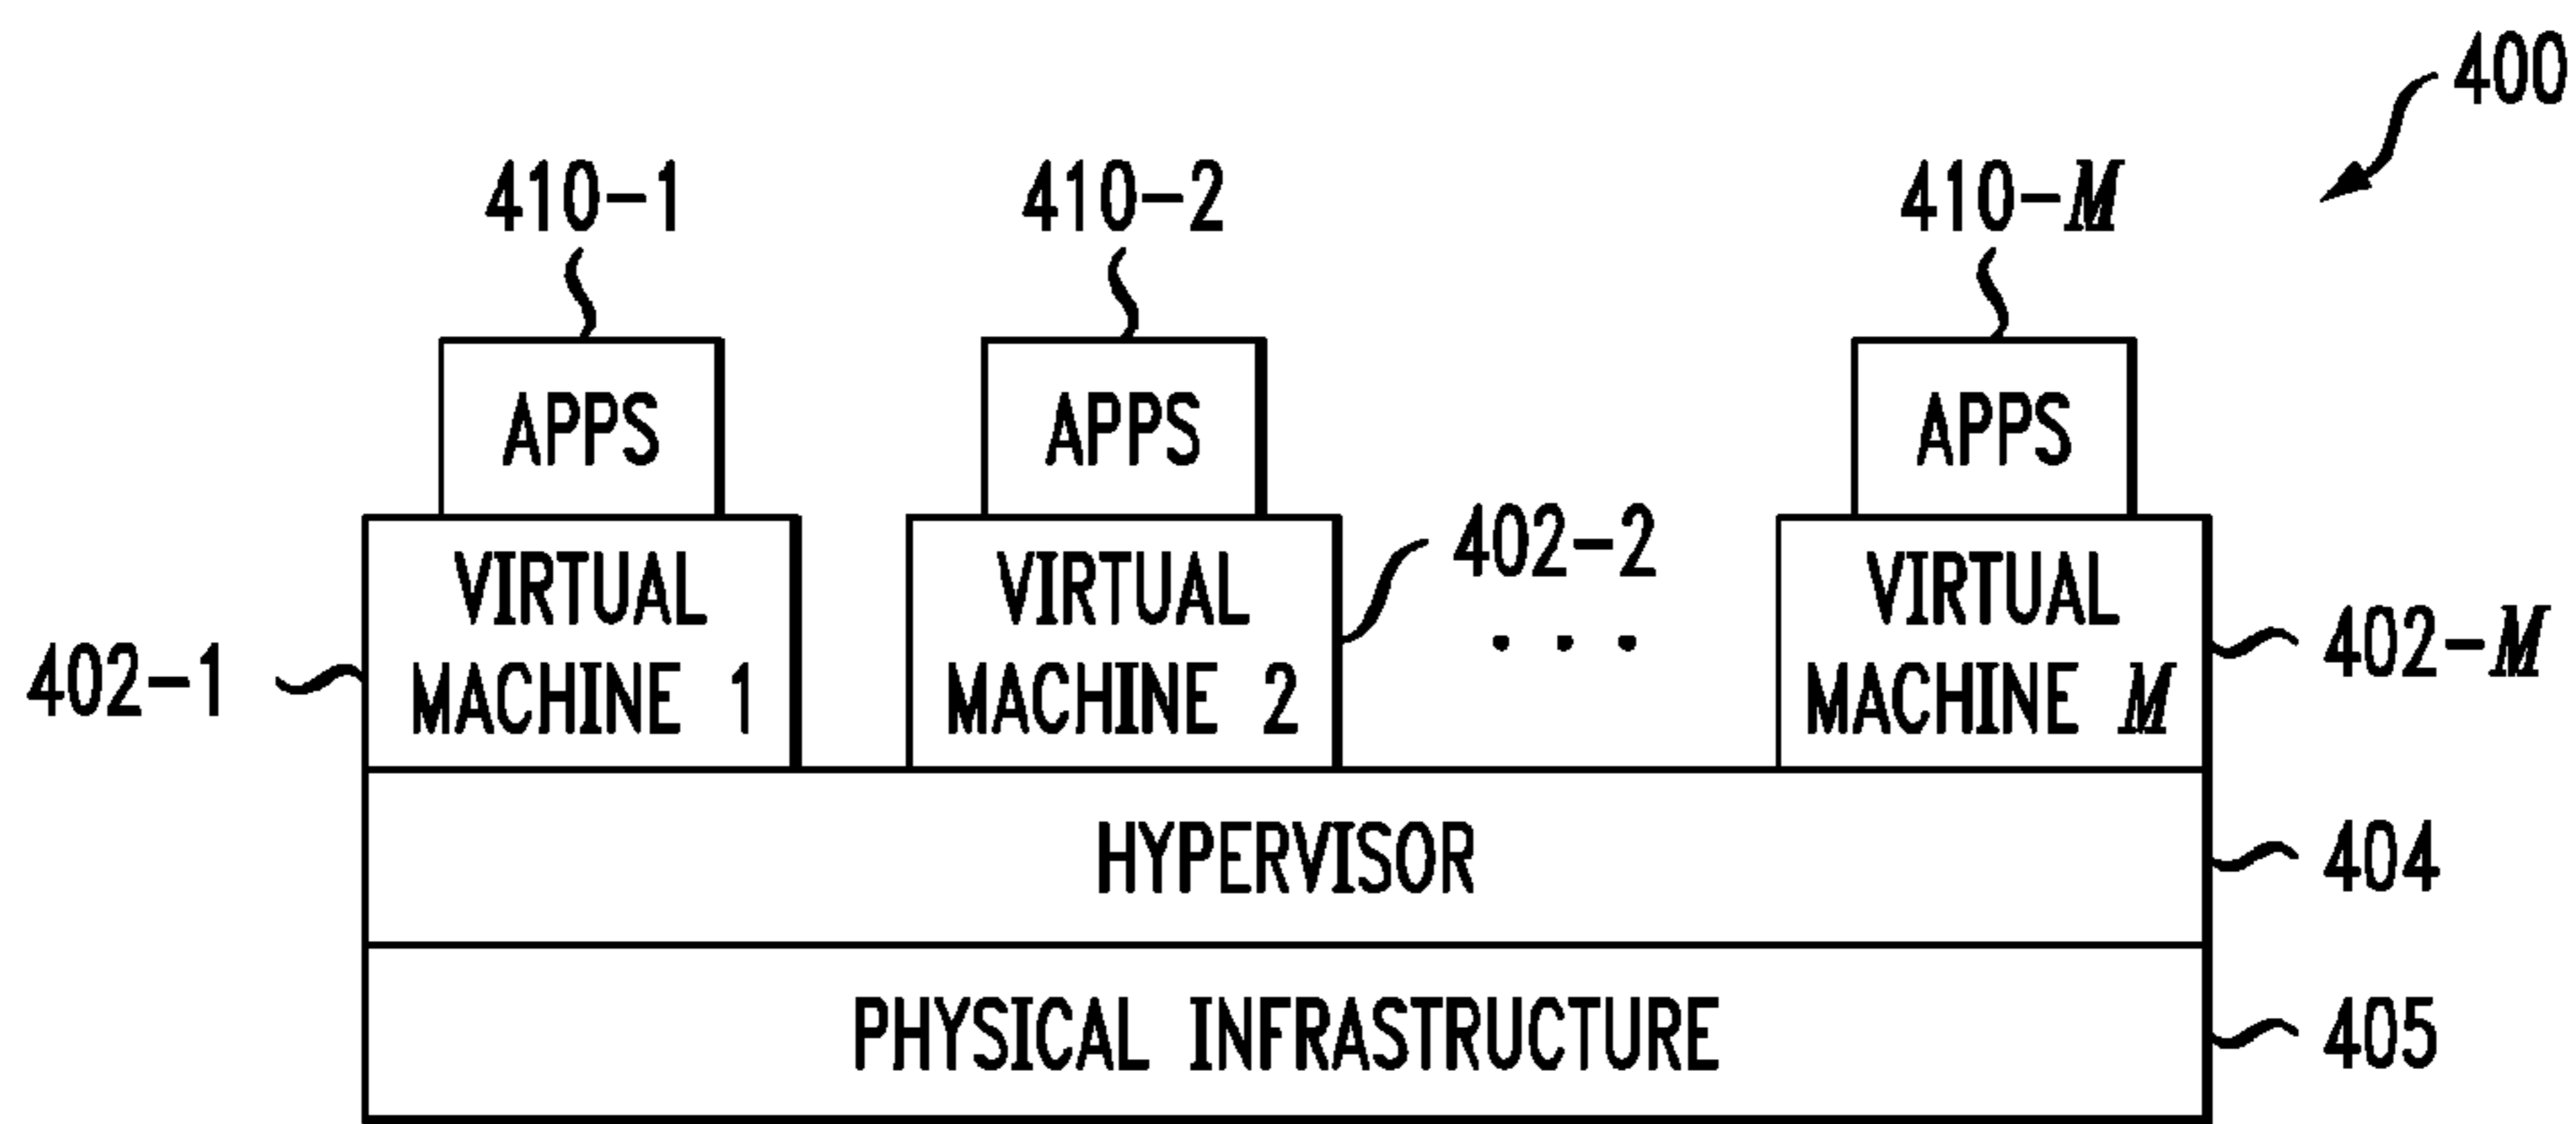 400
410-1 410-2 410-M
APPS APPS APPS
402-2
VIRTUAL VIRTUAL VIRTUAL
402-M
402-1
MACHINE 1 MACHINE 2 MACHINE M
. . .
HYPERVISOR
404
PHYSICAL INFRASTRUCTURE
405